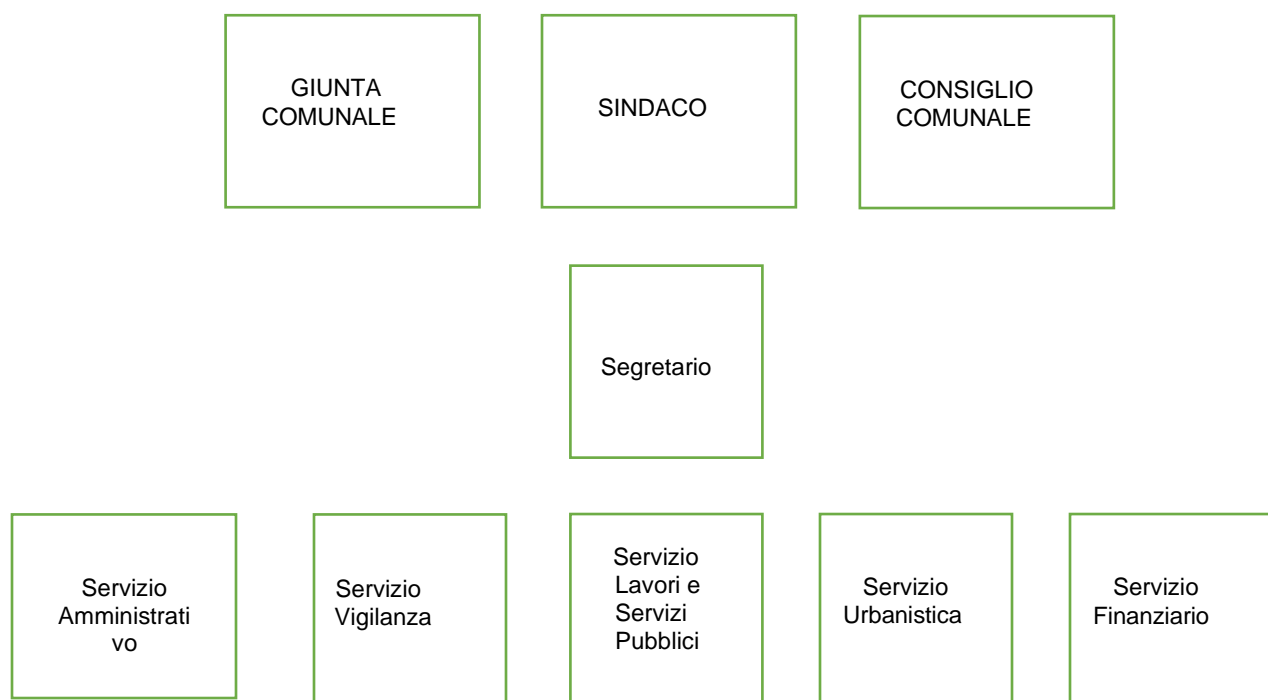 GIUNTA
COMUNALE
SINDACO
CONSIGLIO
COMUNALE
Segretario
Servizio
Amministrati
vo
Servizio
Vigilanza
Servizio
Lavori e
Servizi
Pubblici
Servizio
Urbanistica
Servizio
Finanziario